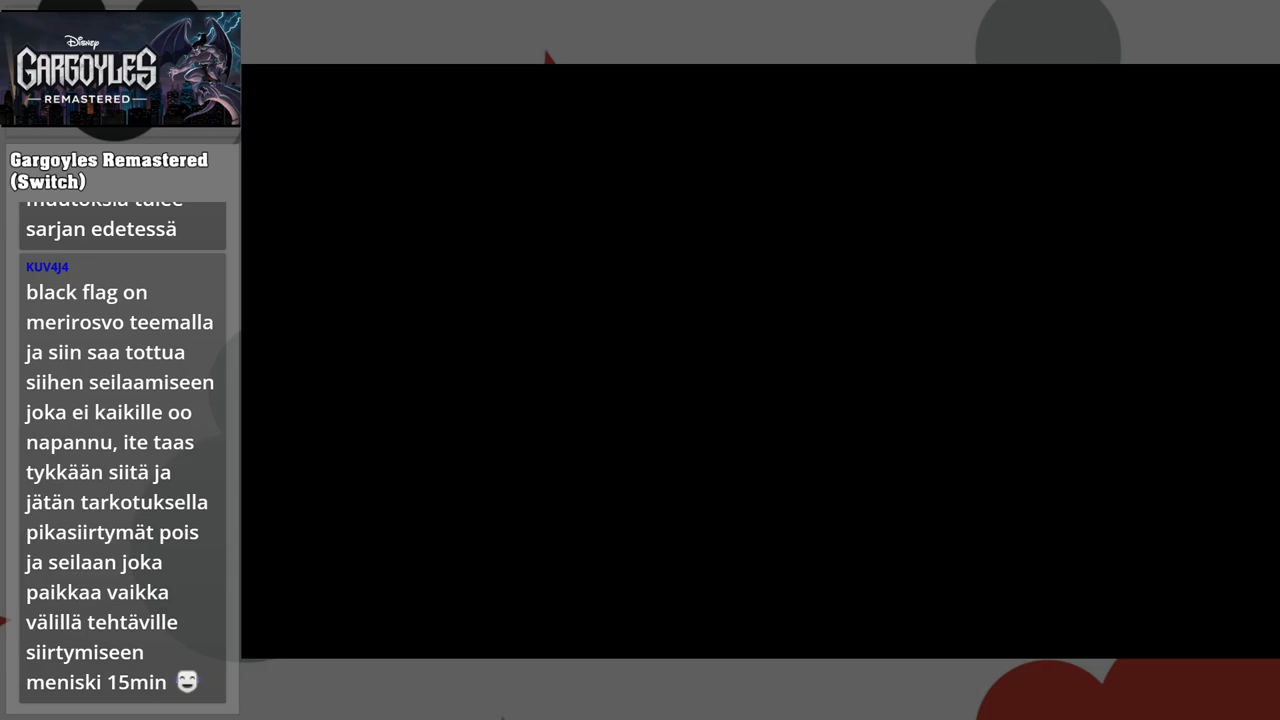 Disney
GARGOYLES
REMASTERED
Gargoyles Remastered
(Switch)
muutoksia tulee
sarjan edetessä
KUV4J4
black flag on
merirosvo teemalla
ja siin saa tottua
siihen seilaamiseen
joka ei kaikille oo
napannu, ite taas
tykkään siitä ja
jätän tarkotuksella
pikasiirtymät pois
ja seilaan joka
paikkaa vaikka
välillä tehtäville
siirtymiseen
meniski 15min